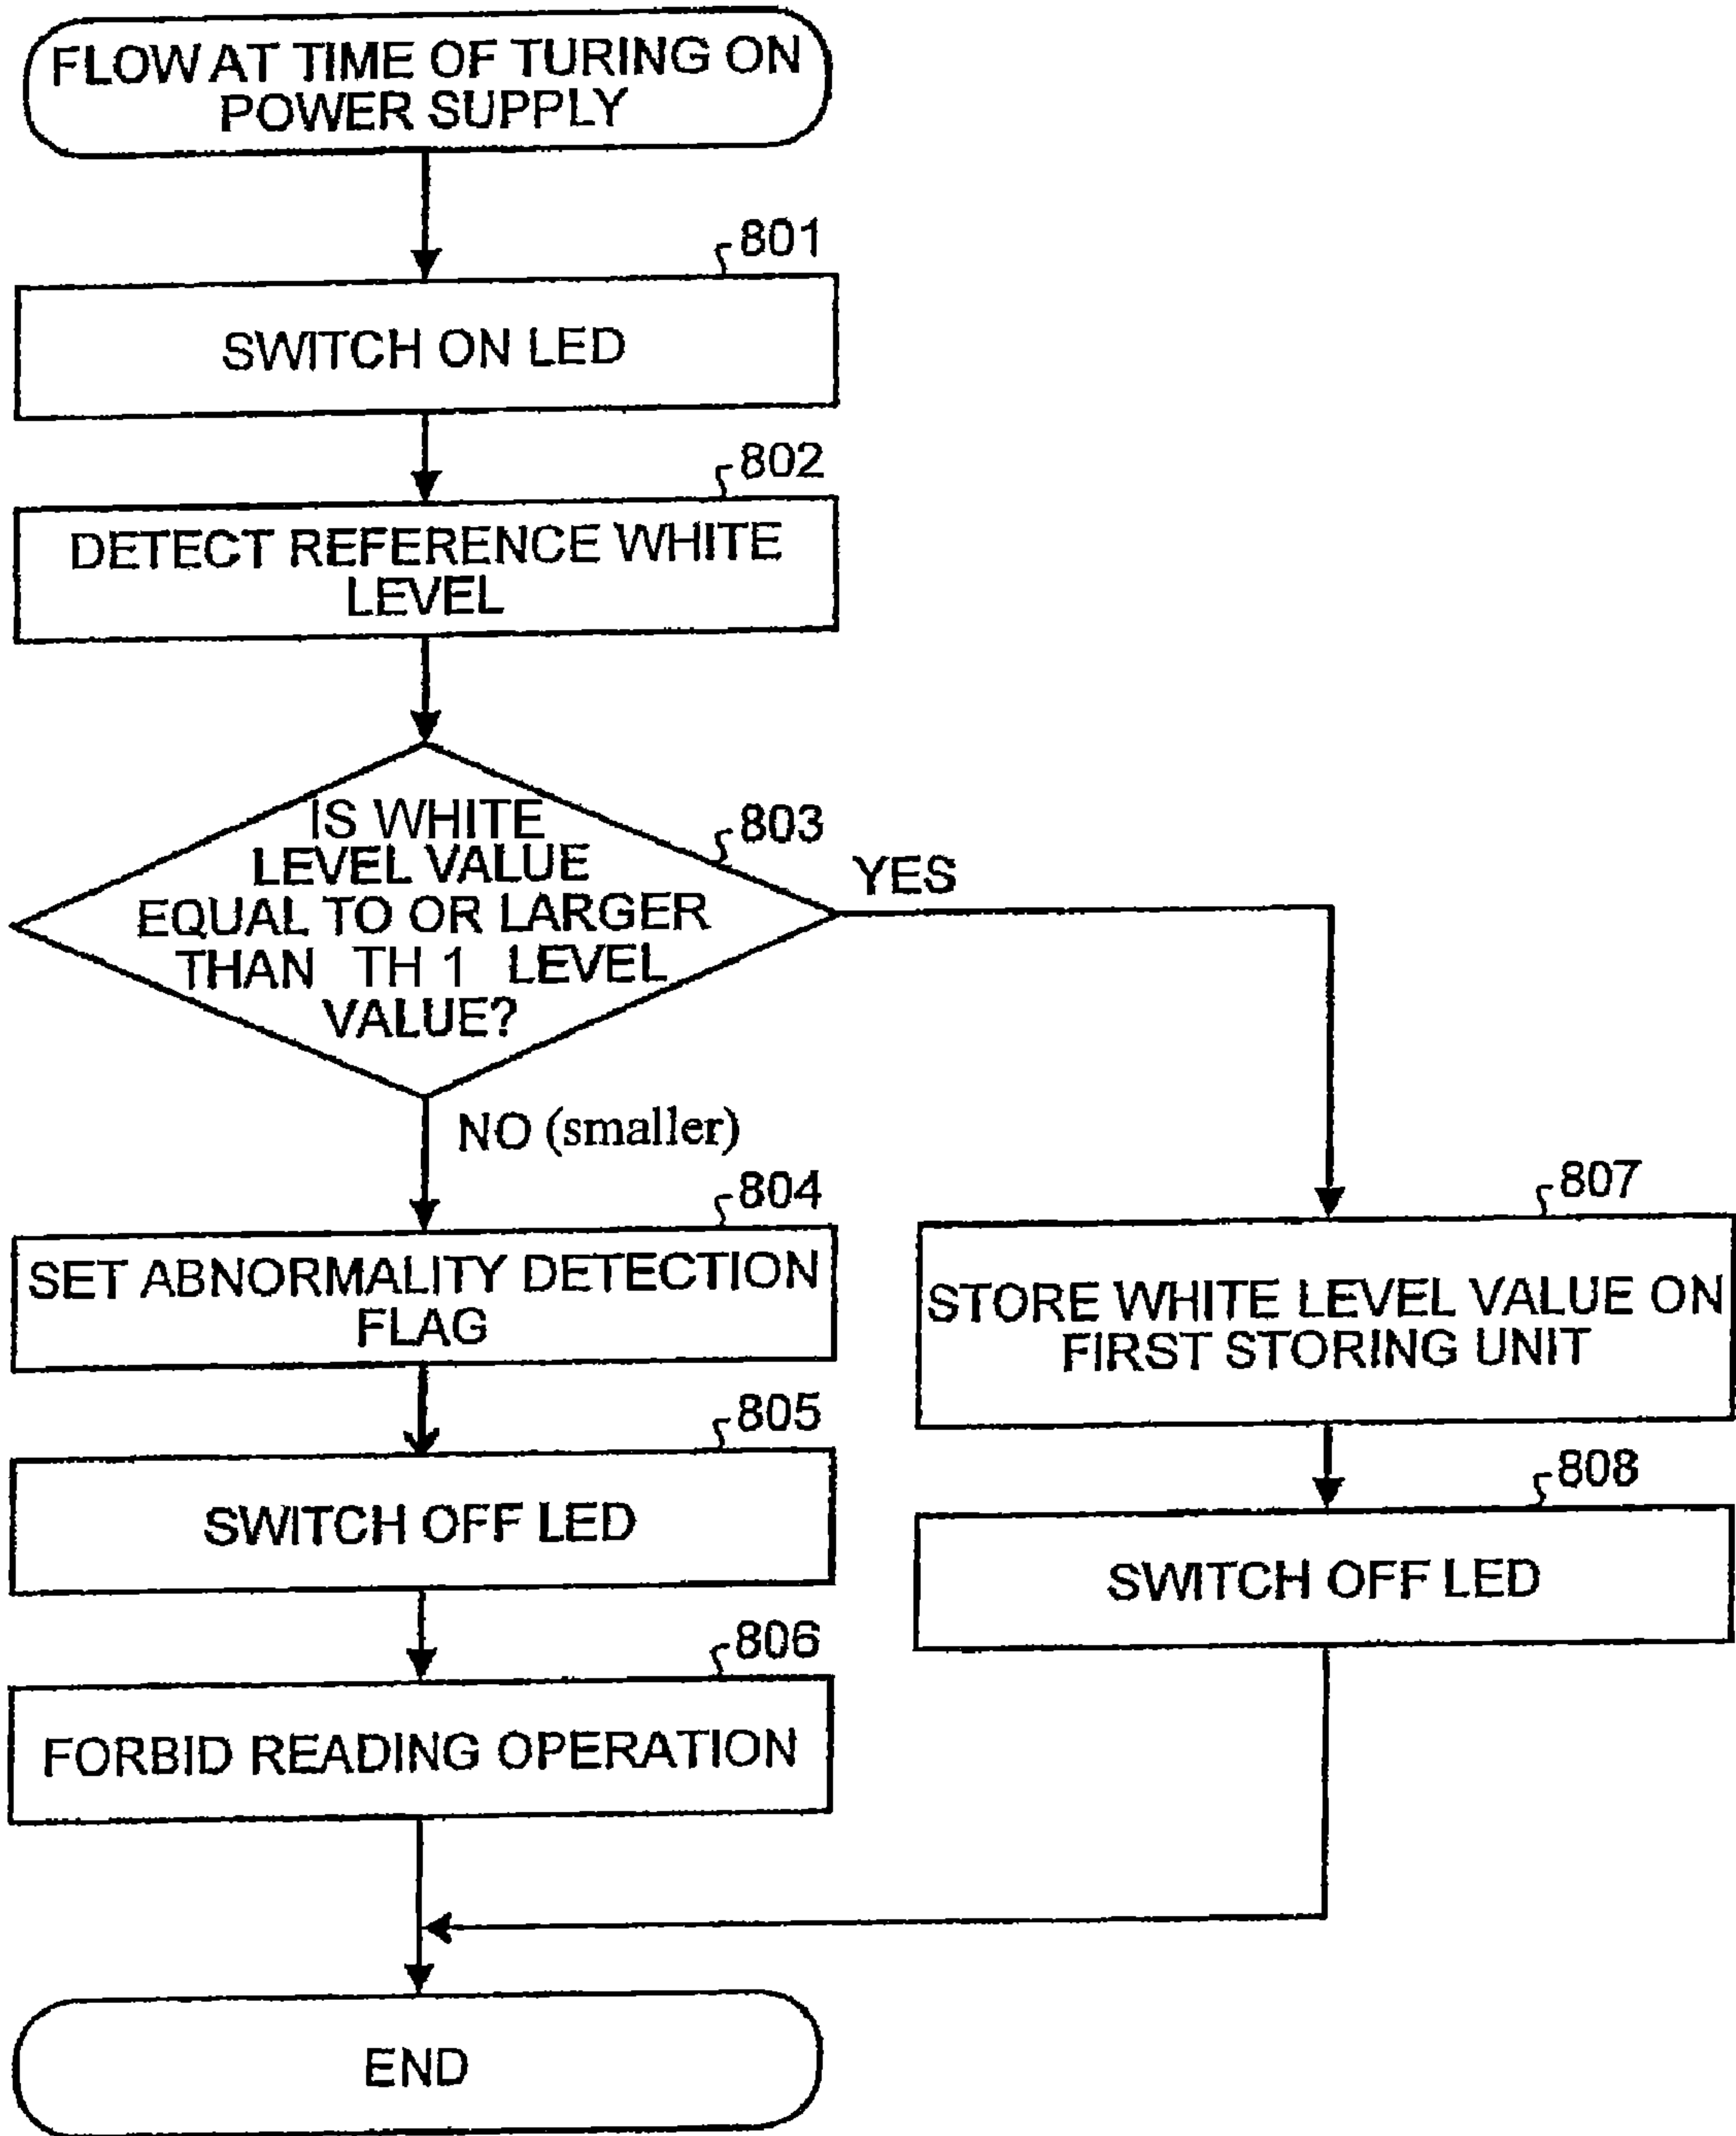 FLOW AT TIME OF TURING ON
POWER SUPPLY
801
SWITCH ON LED
802
DETECT REFERENCE WHITE
LEVEL
803
IS WHITE
LEVEL VALUE
EQUAL TO OR LARGER
THAN TH 1 LEVEL
VALUE?
YES
NO (smaller)
804
SET ABNORMALITY DETECTION
FLAG
805
SWITCH OFF LED
806
FORBID READING OPERATION
807
STORE WHITE LEVEL VALUE ON
FIRST STORING UNIT
808
SWITCH OFF LED
END